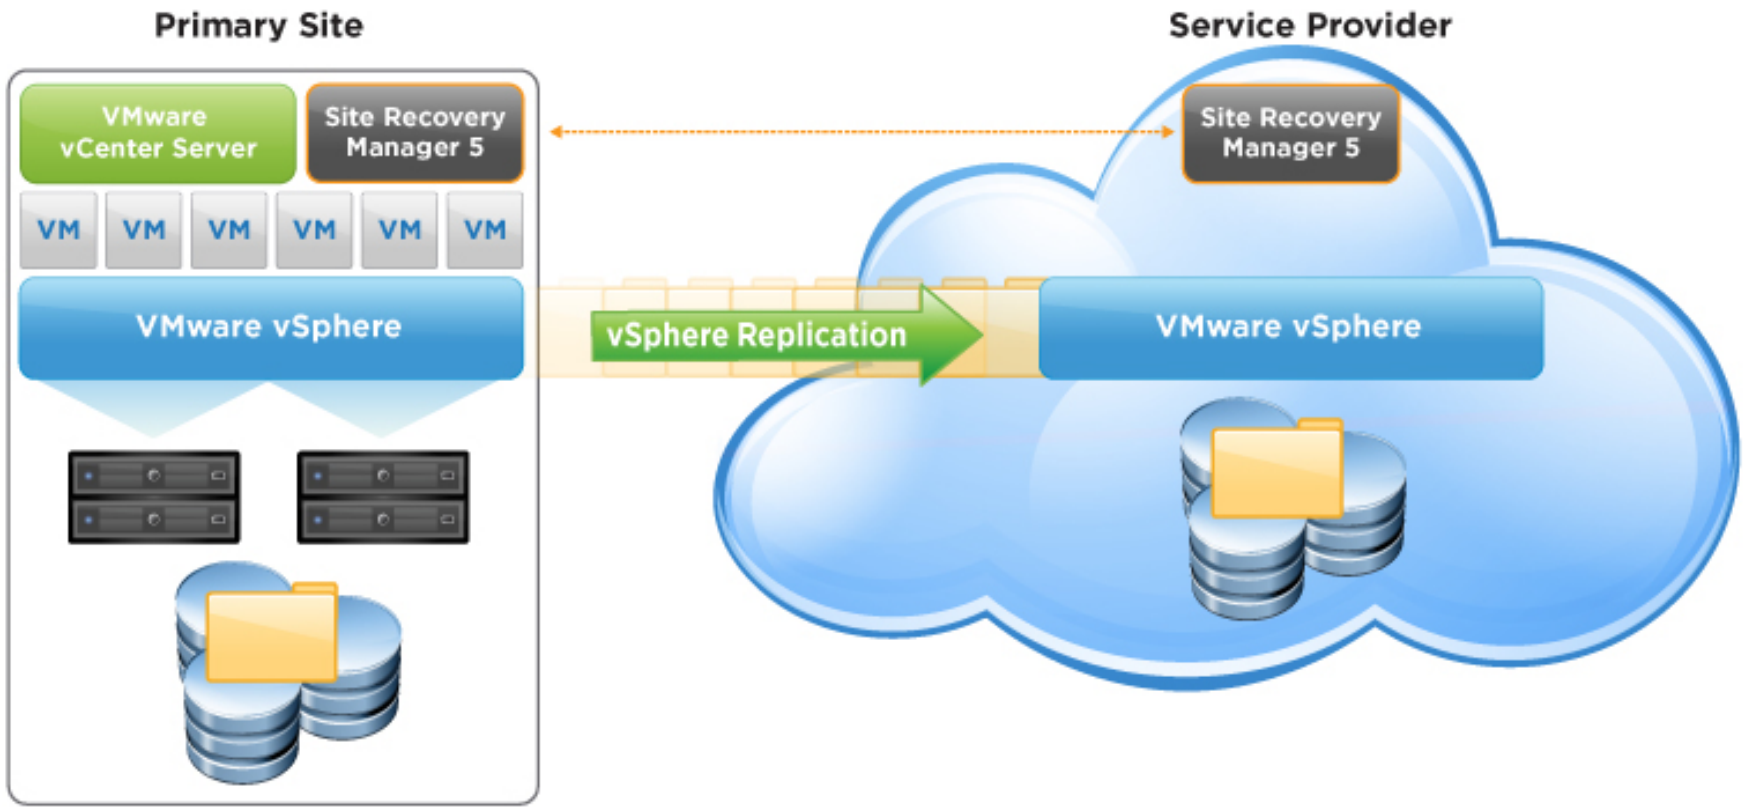 Primary Site
Service Provider
VMware
vCenter Server
Site Recovery
Manager 5
Site Recovery
Manager 5
VM VM VM VM VM VM
VMware vSphere
vSphere Replication
VMware vSphere